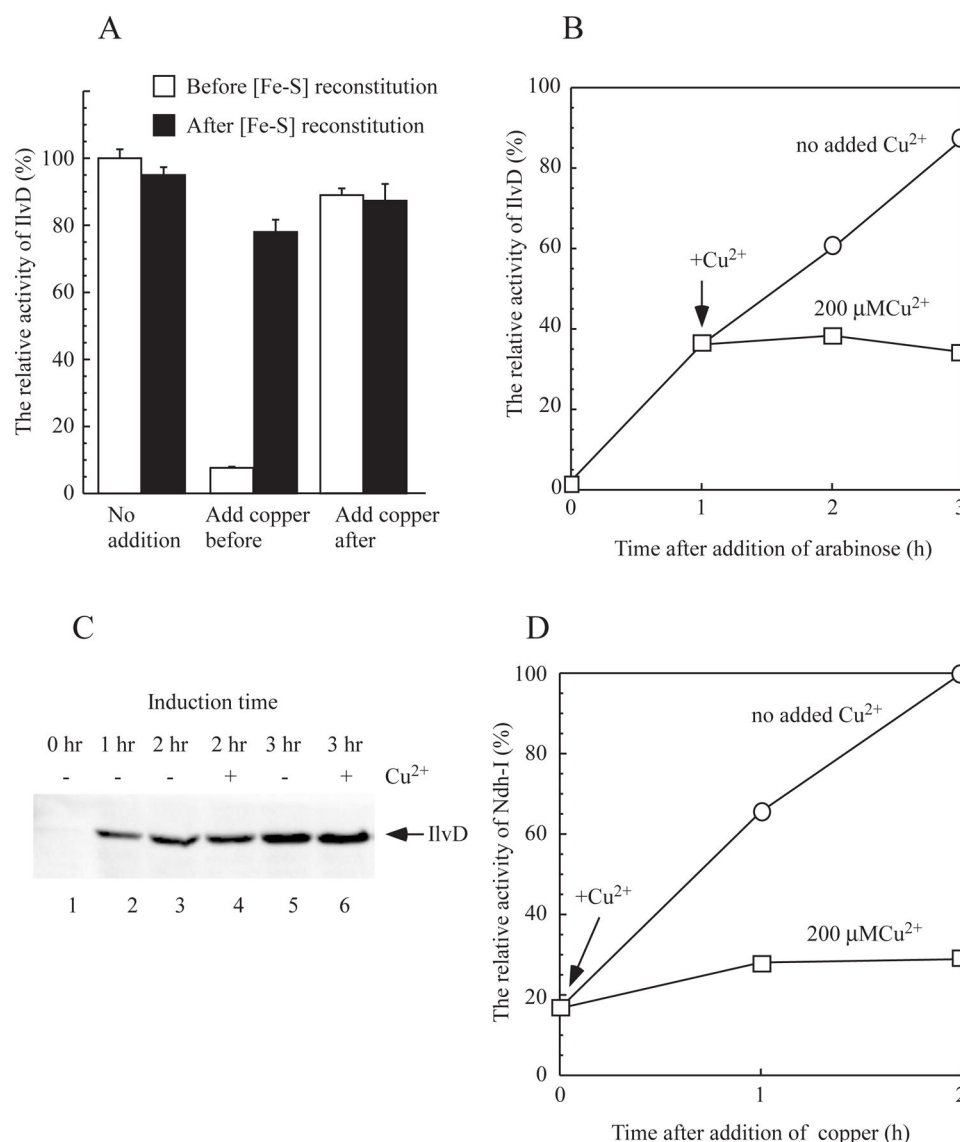 A
Before [Fe-S] reconstitution
After [Fe-S] reconstitution
The relative activity of IlvD (%)
100
80
60
40
20
0
No addition
Add copper before
Add copper after
B
The relative activity of IlvD (%)
100
80
60
40
20
0
no added Cu²⁺
+Cu²⁺
200 μMCu²⁺
0 1 2 3
Time after addition of arabinose (h)
C
Induction time
0 hr 1 hr 2 hr 2 hr 3 hr 3 hr
- - - + - + Cu²⁺
IlvD
1 2 3 4 5 6
D
The relative activity of Ndh-I (%)
100
80
60
40
20
0
no added Cu²⁺
+Cu²⁺
200 μMCu²⁺
0 1 2
Time after addition of copper (h)